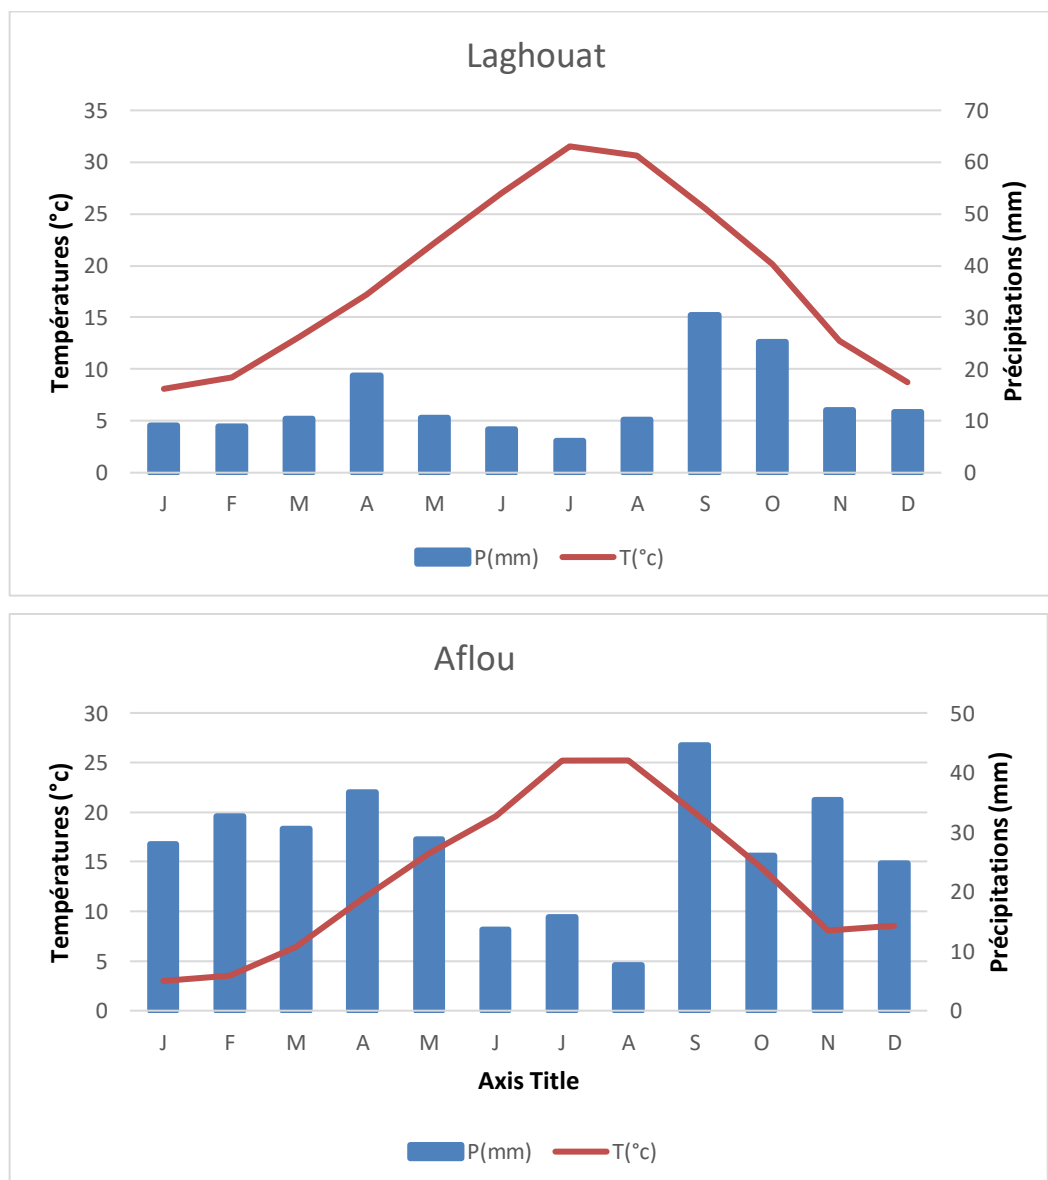 Laghouat
35
30
25
20
15
10
5
0
Températures (°c)
70
60
50
40
30
20
10
0
Précipitations (mm)
J F M A M J J A S O N D
P(mm) T(°c)
Aflou
30
25
20
15
10
5
0
Températures (°c)
50
40
30
20
10
0
Précipitations (mm)
J F M A M J J A S O N D
Axis Title
P(mm) T(°c)